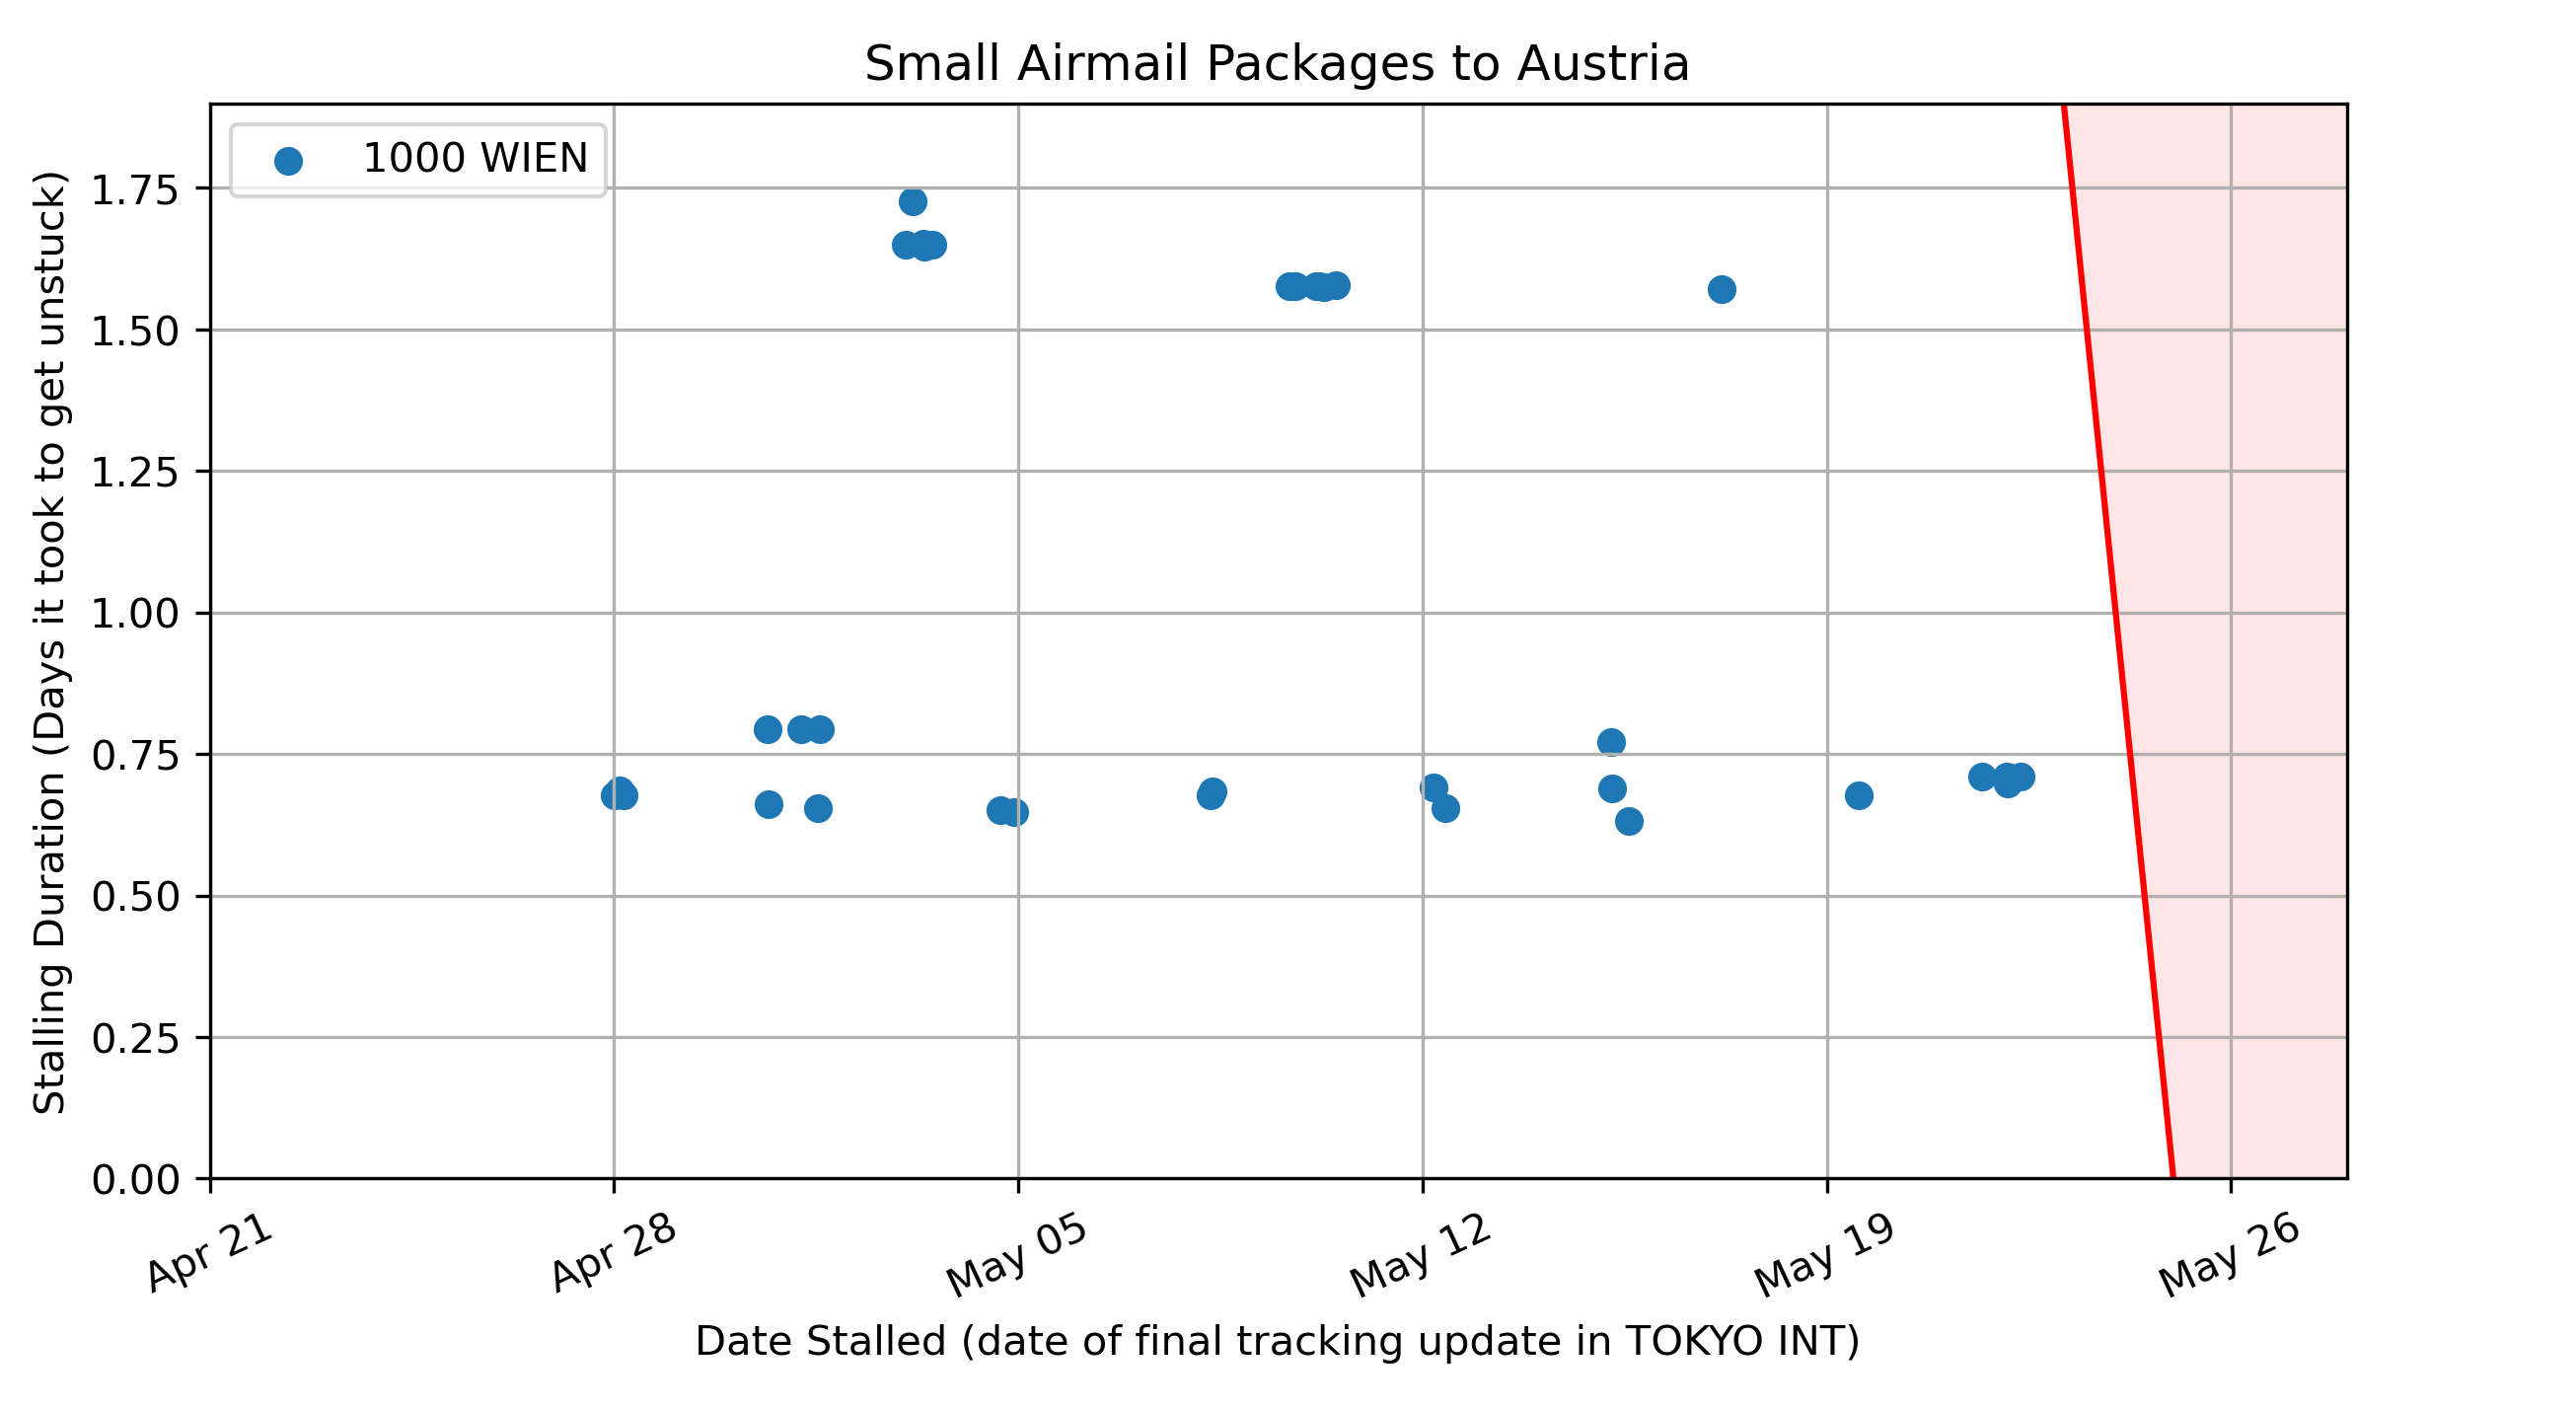 Small Airmail Packages to Austria
1000 WIEN
Stalling Duration (Days it took to get unstuck)
1.75
1.50
1.25
1.00
0.75
0.50
0.25
0.00
Apr 21
Apr 28
May 05
May 12
May 19
May 26
Date Stalled (date of final tracking update in TOKYO INT)